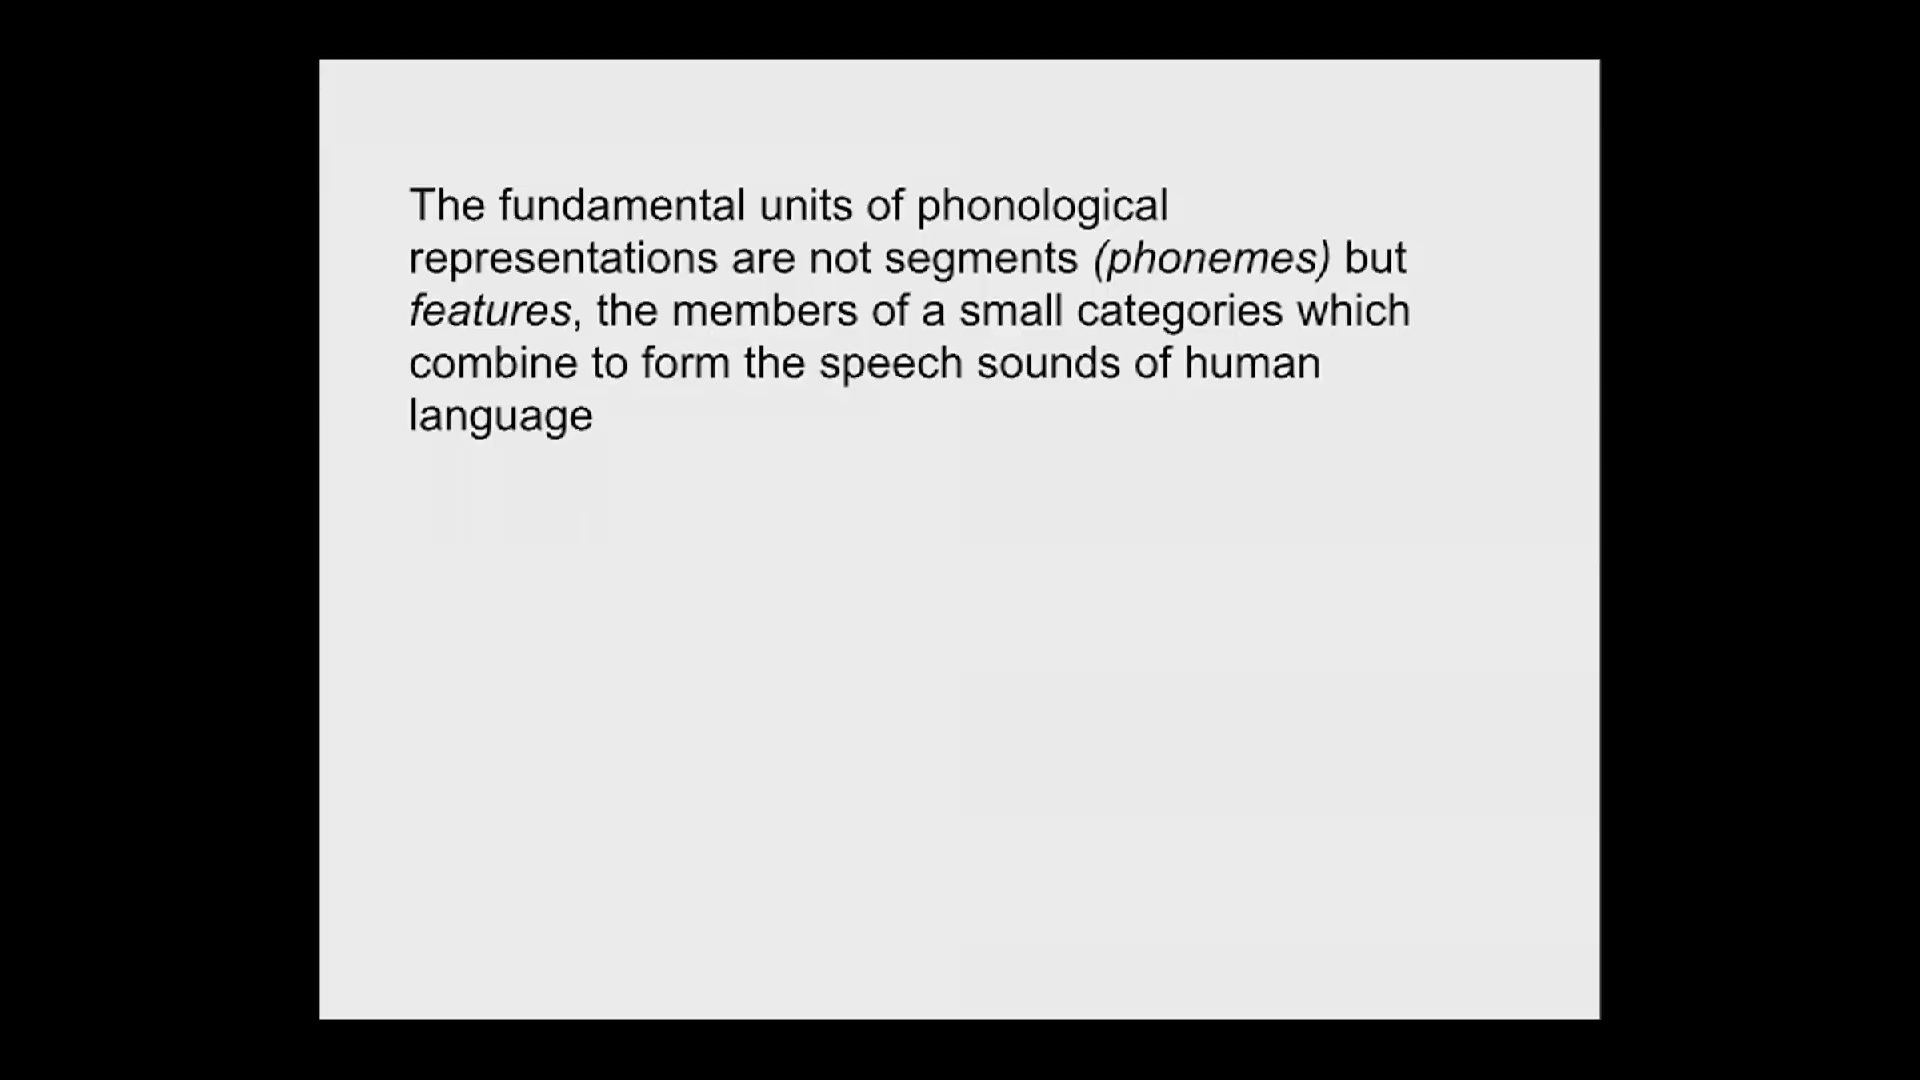 The fundamental units of phonological
representations are not segments (phonemes) but
features, the members of a small categories which
combine to form the speech sounds of human
language